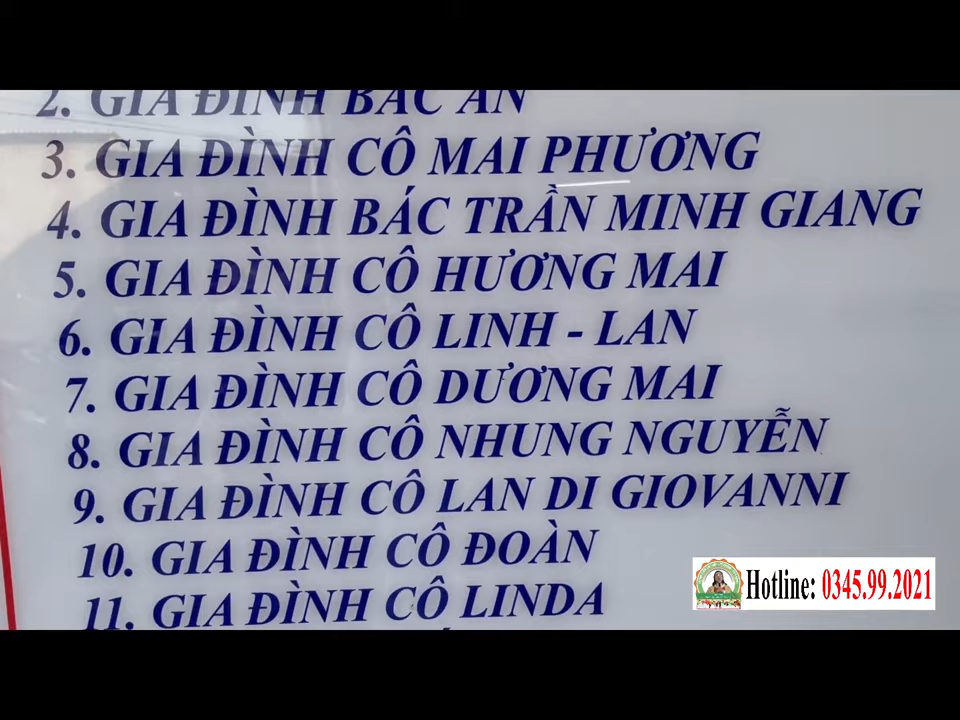 2. GIA ĐÌNH BÁC AN
3. GIA ĐÌNH CÔ MAI PHƯƠNG
4. GIA ĐÌNH BÁC TRẦN MINH GIANG
5. GIA ĐÌNH CÔ HƯƠNG MAI
6. GIA ĐÌNH CÔ LINH - LAN
7. GIA ĐÌNH CÔ DƯƠNG MAI
8. GIA ĐÌNH CÔ NHUNG NGUYỄN
9. GIA ĐÌNH CÔ LAN DI GIOVANNI
10. GIA ĐÌNH CÔ ĐOÀN
11. GIA ĐÌNH CÔ LINDA
Hotline: 0345.99.2021